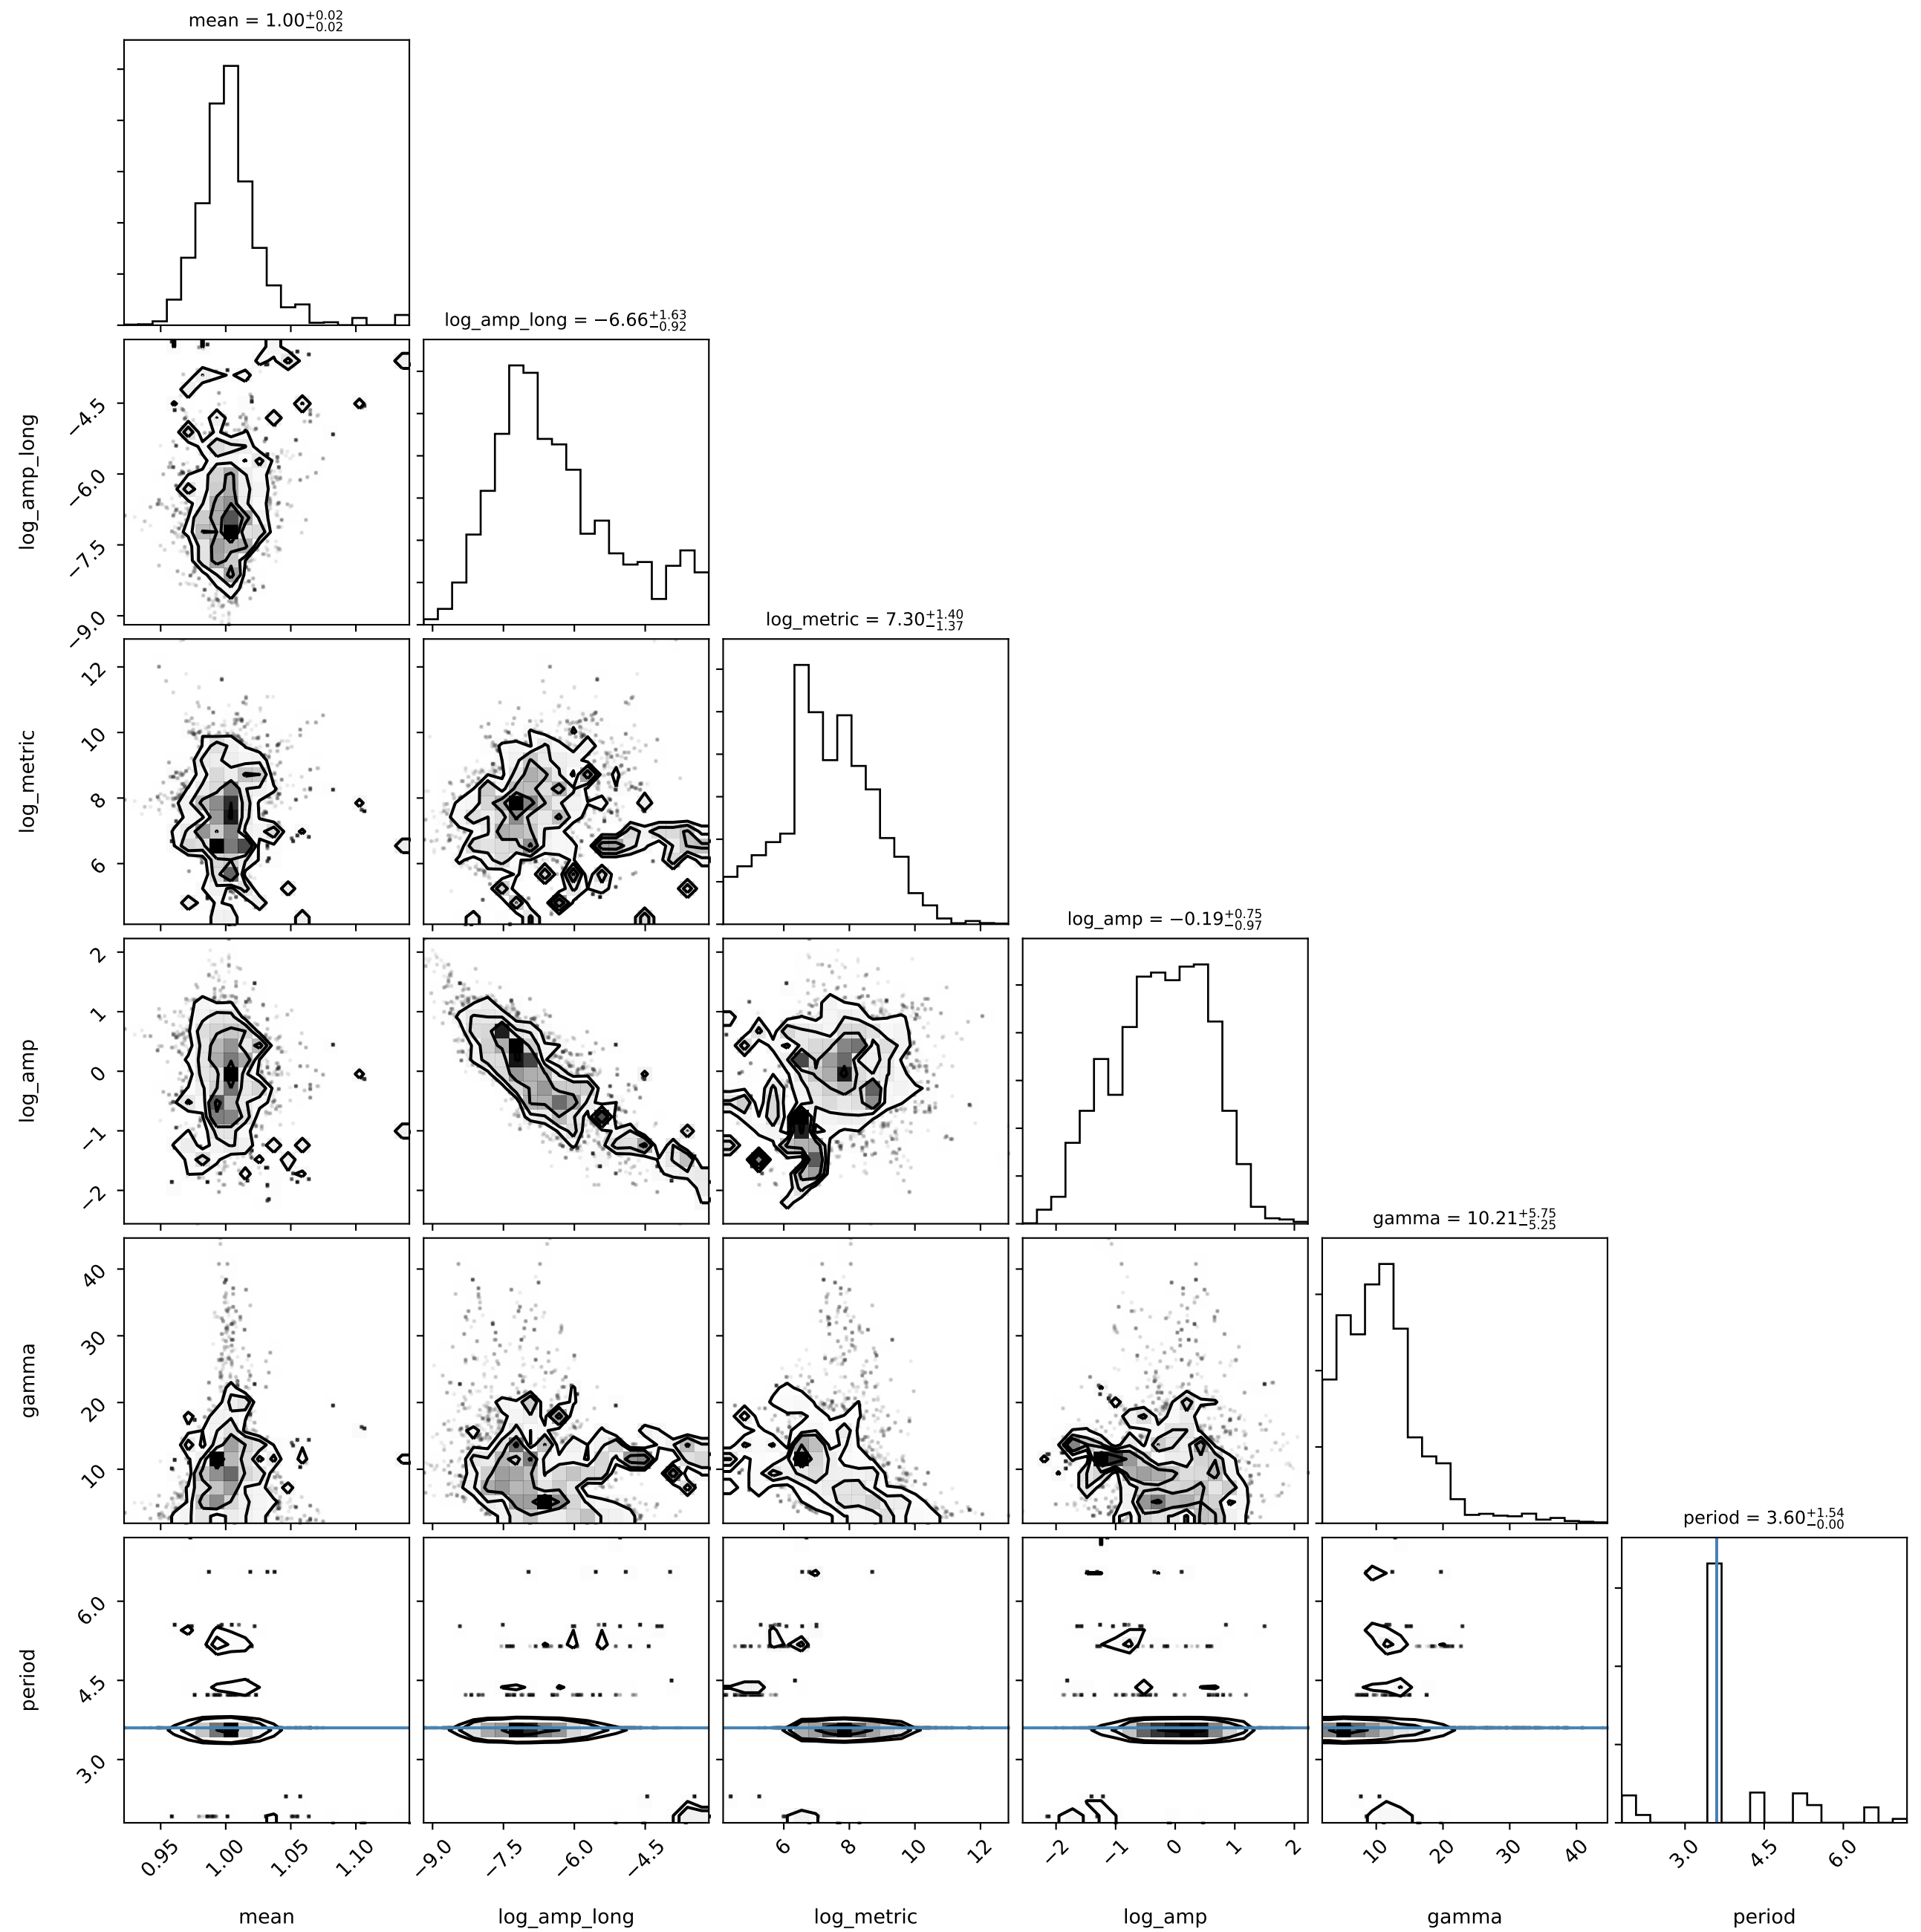 mean = 1.00+0.02−0.02
log_amp_long = −6.66+1.63−0.92
−4.5
−6.0
−7.5
−9.0
log_amp_long
log_metric = 7.30+1.40−1.37
12
10
8
6
log_metric
log_amp = −0.19+0.75−0.97
2
1
0
−1
−2
log_amp
gamma = 10.21+5.75−5.25
40
30
20
10
gamma
period = 3.60+1.54−0.00
6.0
4.5
3.0
period
0.95 1.00 1.05 1.10 −9.0 −7.5 −6.0 −4.5 6 8 10 12 −2 −1 0 1 2 10 20 30 40 3.0 4.5 6.0
mean log_amp_long log_metric log_amp gamma period